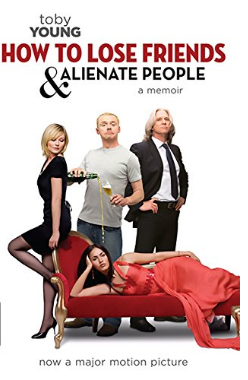 toby
YOUNG
HOW TO LOSE FRIENDS
& ALIENATE PEOPLE
a memoir
now a major motion picture